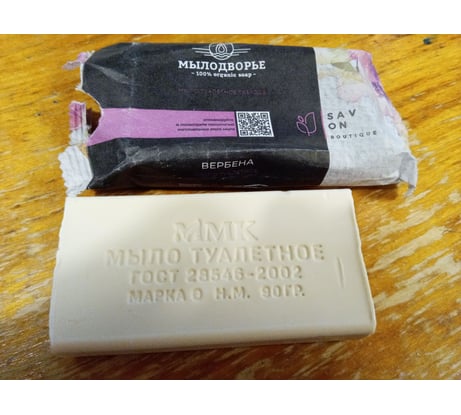 МЫЛОДВОРЬЕ
- 100% organic soap -
SAV
ON
BOUTIQUE
ВЕРБЕНА
ММК
МЫЛО ТУАЛЕТНОЕ
ГОСТ 28546-2002
МАРКА О Н.М. 90ГР.